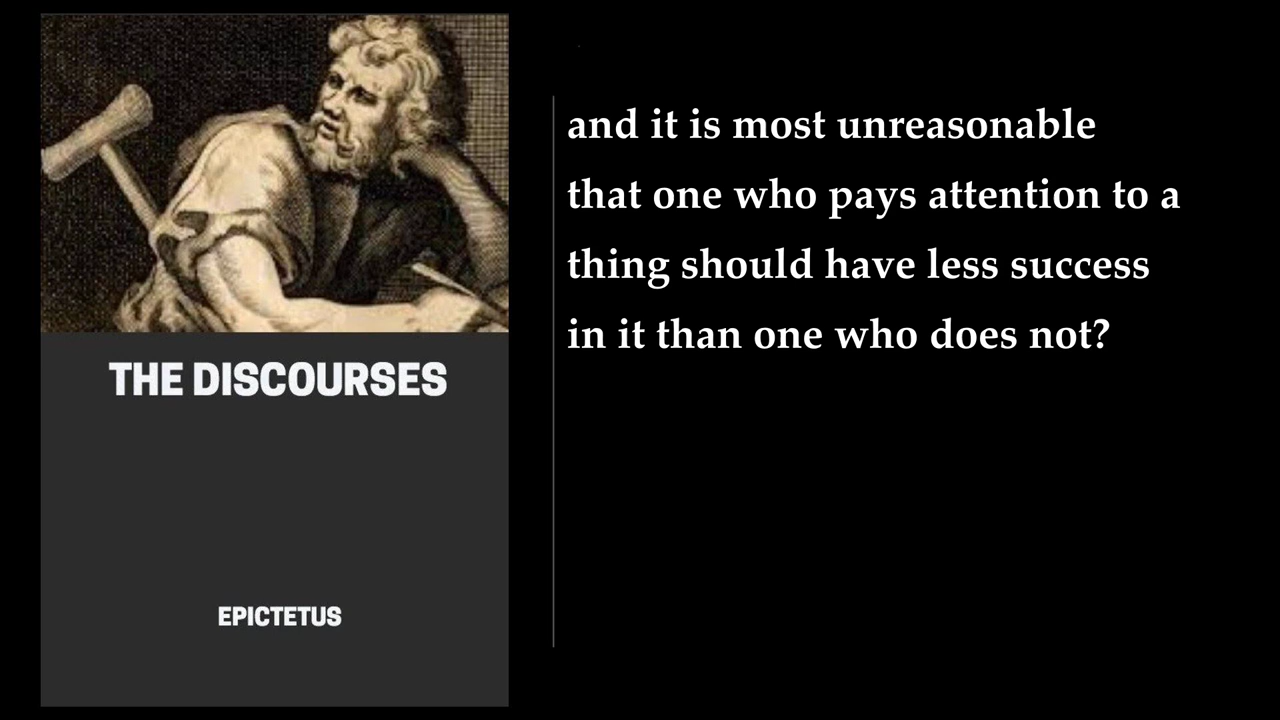 THE DISCOURSES
EPICTETUS
and it is most unreasonable
that one who pays attention to a
thing should have less success
in it than one who does not?